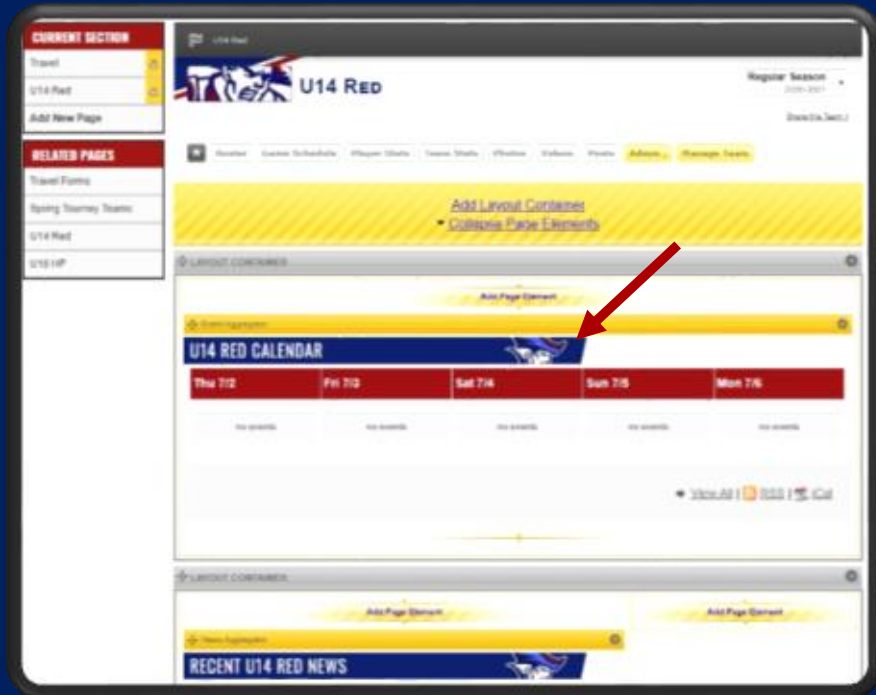 CURRENT SECTION
Travel
U14 Red
Add New Page
RELATED PAGES
Travel Forms
Spring Tourney Teams
U14 Red
U14 Red
U14 RED
Regular Season
Roster Game Schedule Player Stats Team Stats Photos Videos Posts Admin Manage Team
Add Layout Container
Collapse Page Elements
LAYOUT CONTAINER
Add Page Element
Event Aggregator
U14 RED CALENDAR
Thu 7/2 Fri 7/3 Sat 7/4 Sun 7/5 Mon 7/6
no events no events no events no events no events
View All | RSS | iCal
LAYOUT CONTAINER
Add Page Element Add Page Element
News Aggregator
RECENT U14 RED NEWS